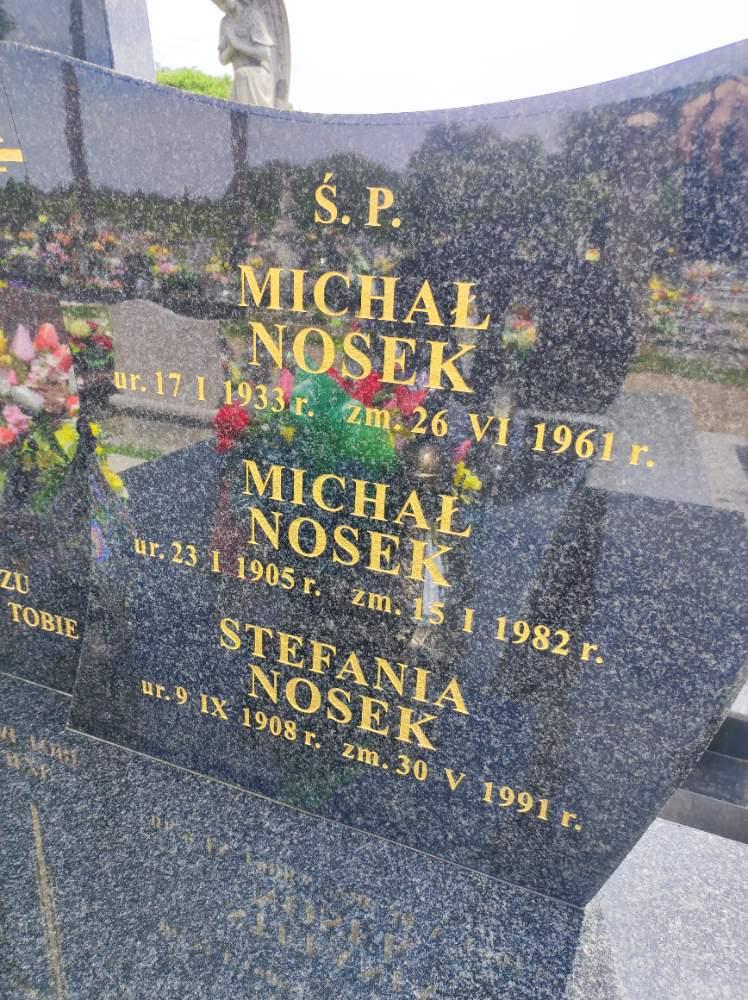 Ś. P.
MICHAŁ
NOSEK
ur. 17 I 1933 r. zm. 26 VI 1961 r.
MICHAŁ
NOSEK
ur. 23 I 1905 r. zm. 15 I 1982 r.
STEFANIA
NOSEK
ur. 9 IX 1908 r. zm. 30 V 1991 r.
ZU
TOBIE